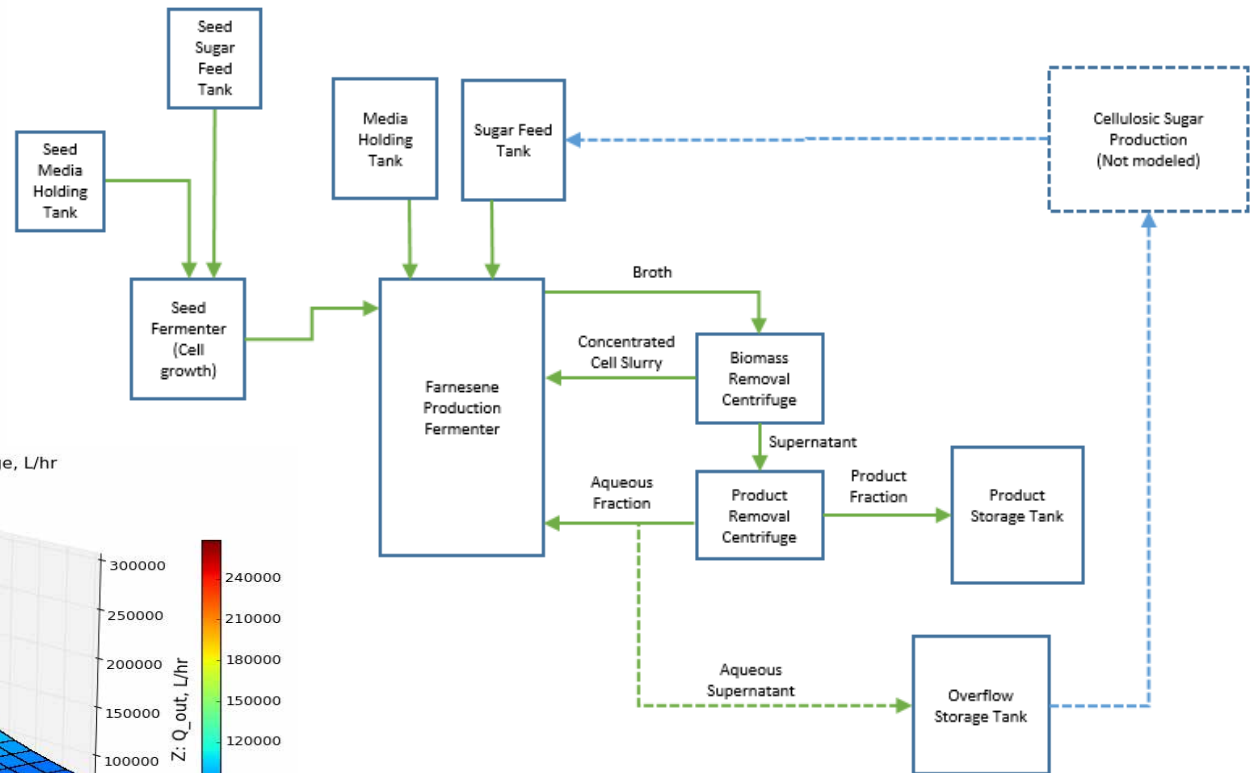 Seed
Sugar
Feed
Tank
Seed
Media
Holding
Tank
Media
Holding
Tank
Sugar Feed
Tank
Cellulosic Sugar
Production
(Not modeled)
Seed
Fermenter
(Cell
growth)
Broth
Concentrated
Cell Slurry
Biomass
Removal
Centrifuge
Farnesene
Production
Fermenter
Supernatant
Aqueous
Fraction
Product
Removal
Centrifuge
Product
Fraction
Product
Storage Tank
Aqueous
Supernatant
Overflow
Storage Tank
L/hr
300000
250000
200000
150000
100000
Z: Q_out, L/hr
240000
210000
180000
150000
120000